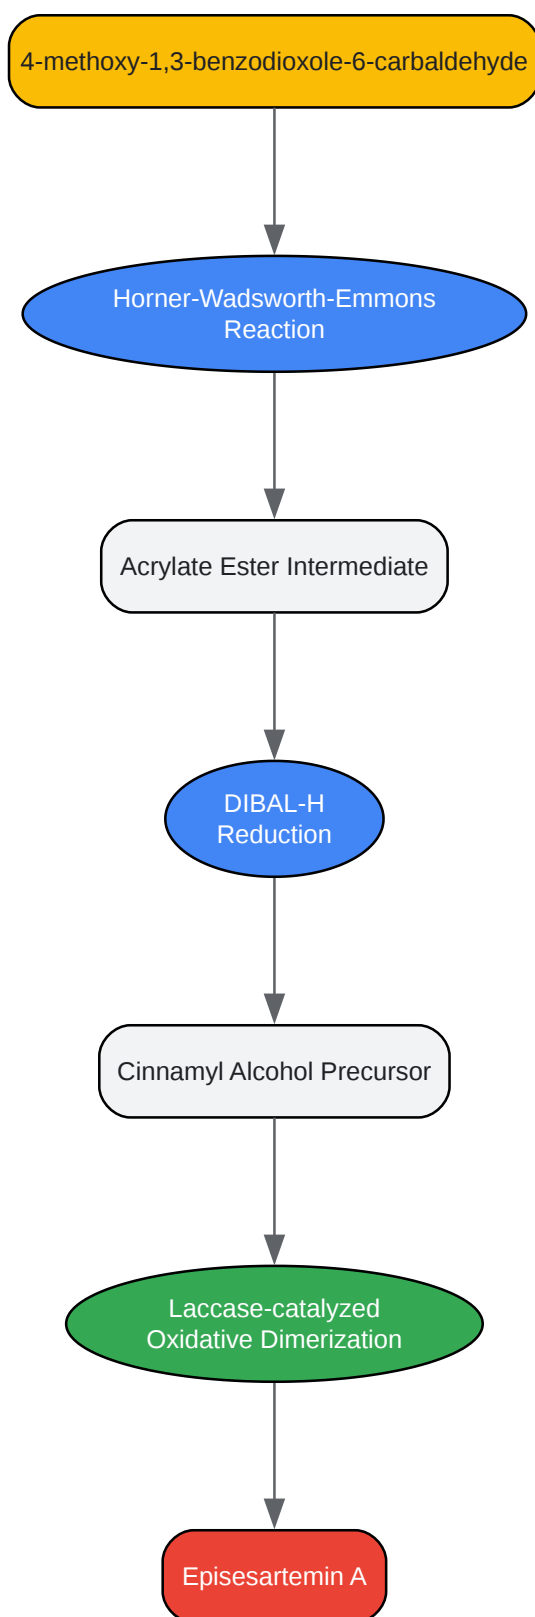 4-methoxy-1,3-benzodioxole-6-carbaldehyde
Horner-Wadsworth-Emmons
Reaction
Acrylate Ester Intermediate
DIBAL-H
Reduction
Cinnamyl Alcohol Precursor
Laccase-catalyzed
Oxidative Dimerization
Episesartemin A